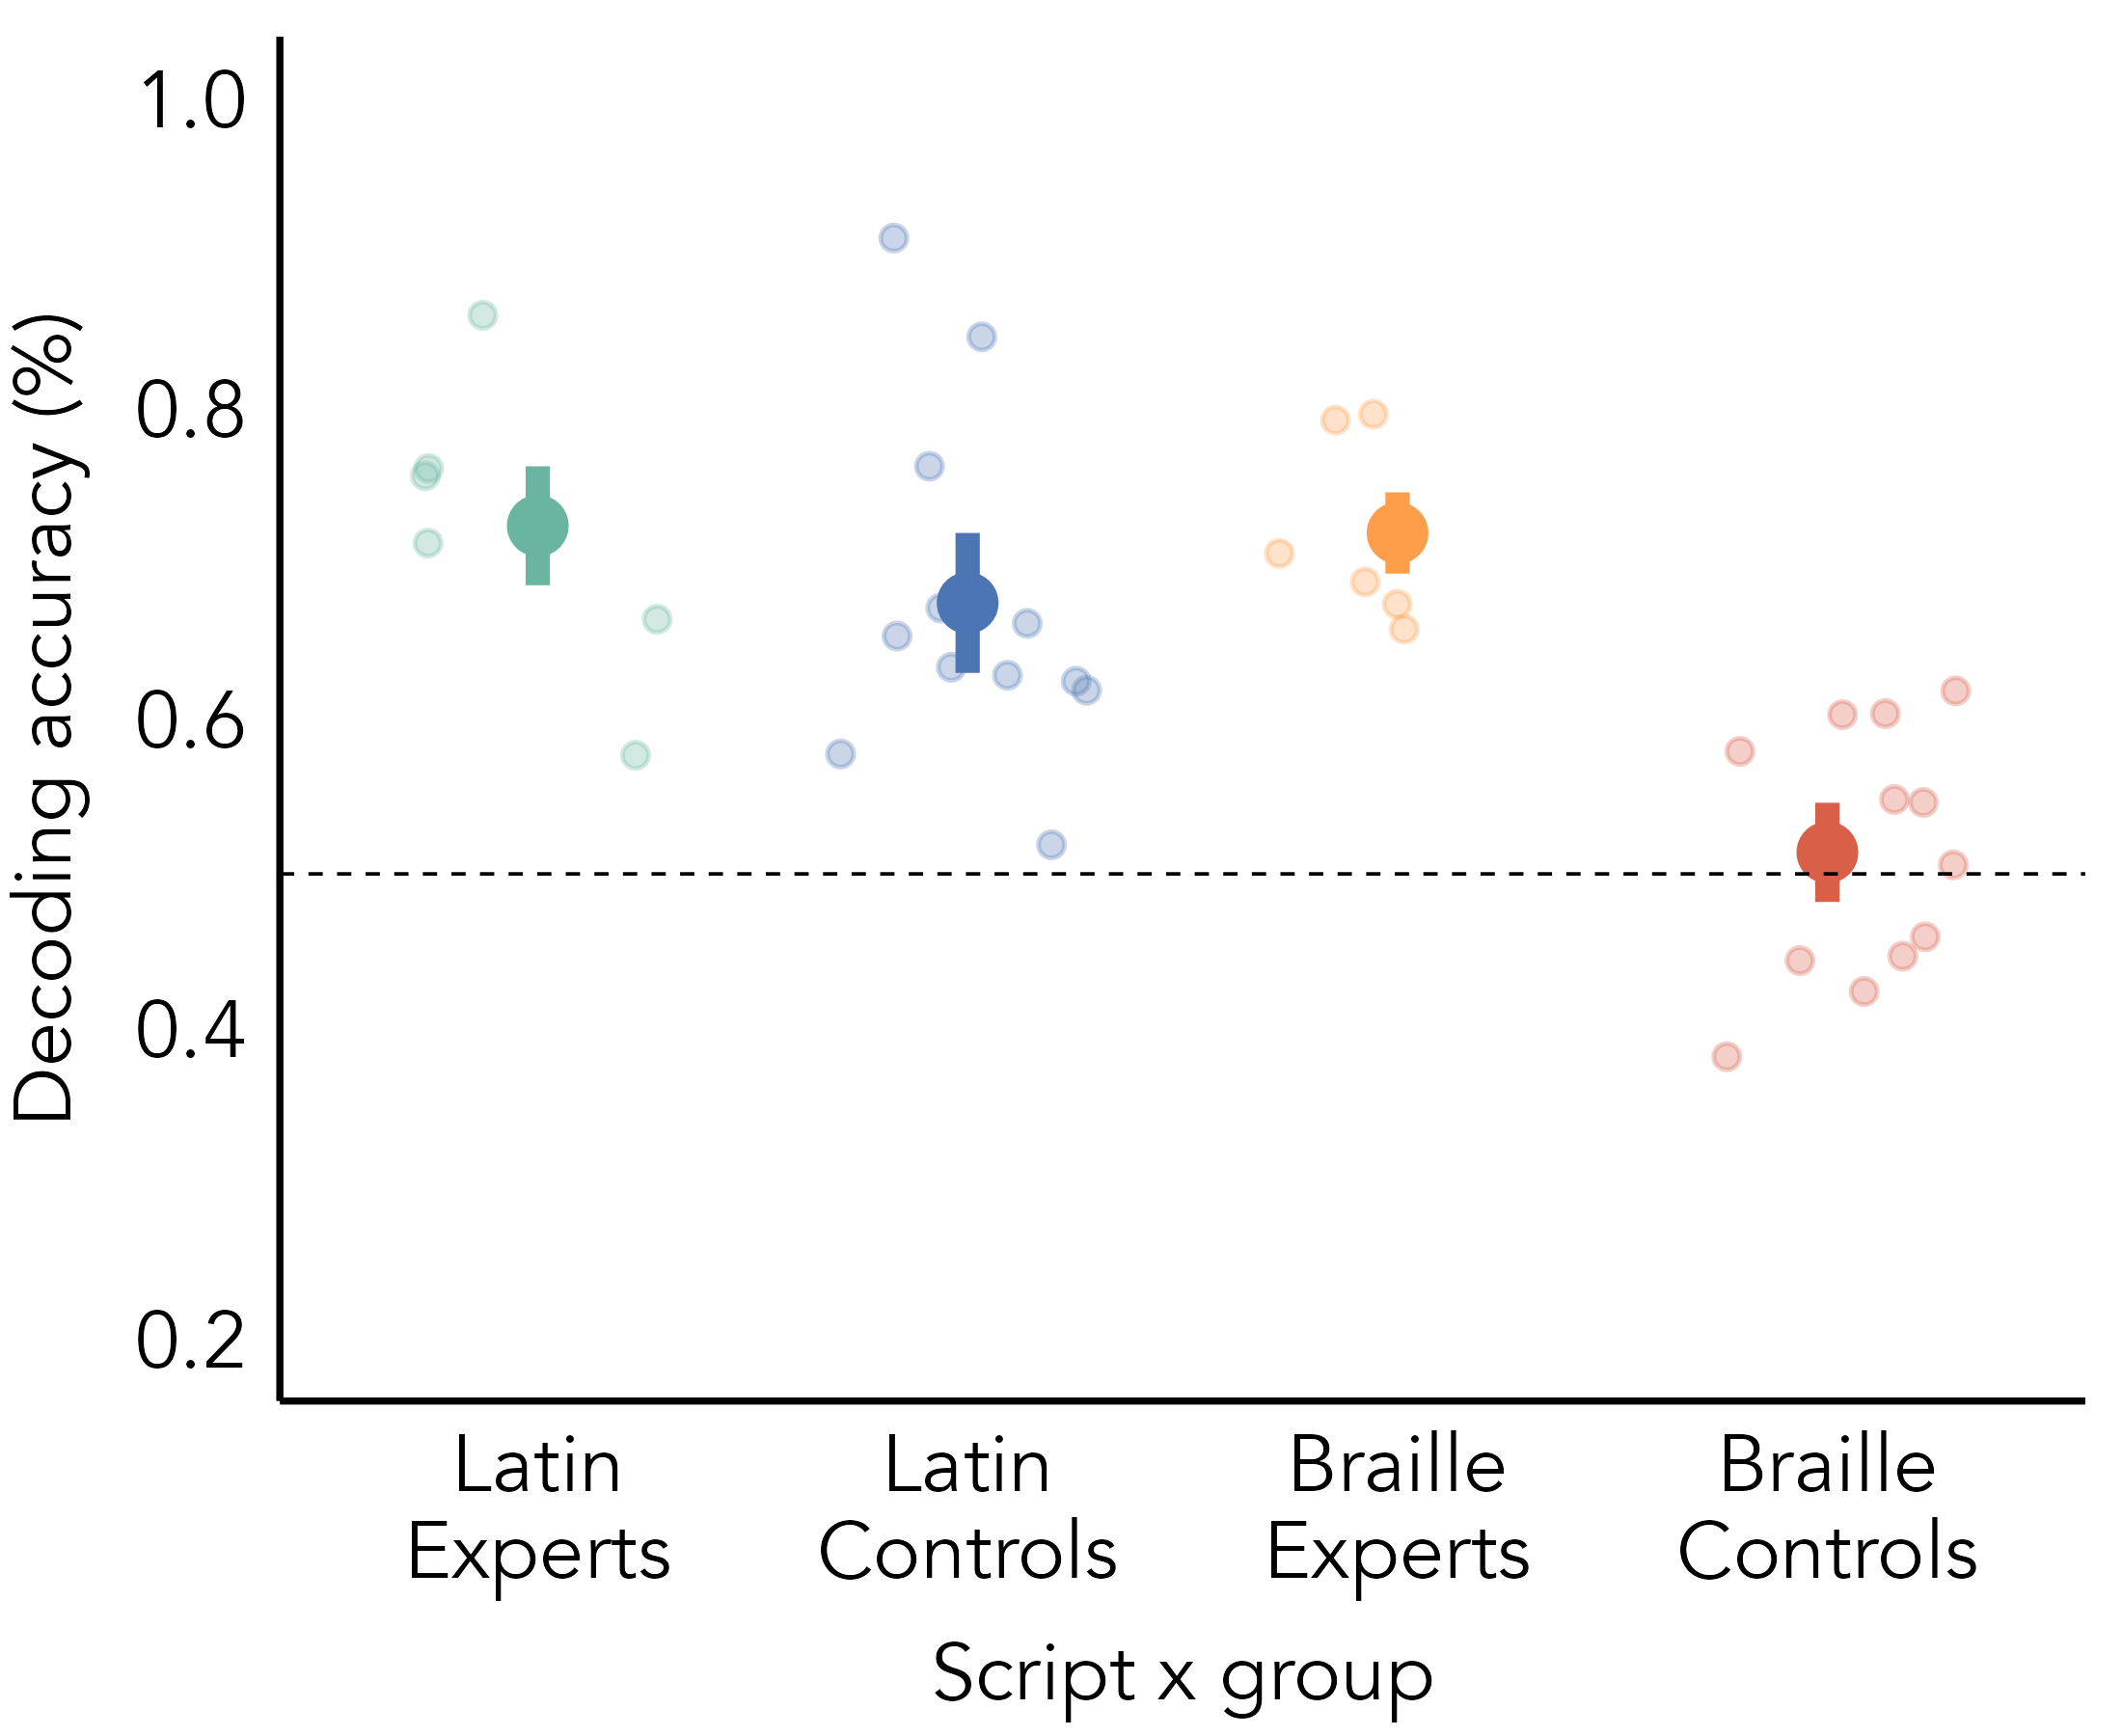 Decoding accuracy (%)
1.0
0.8
0.6
0.4
0.2
Latin
Experts
Latin
Controls
Braille
Experts
Braille
Controls
Script x group